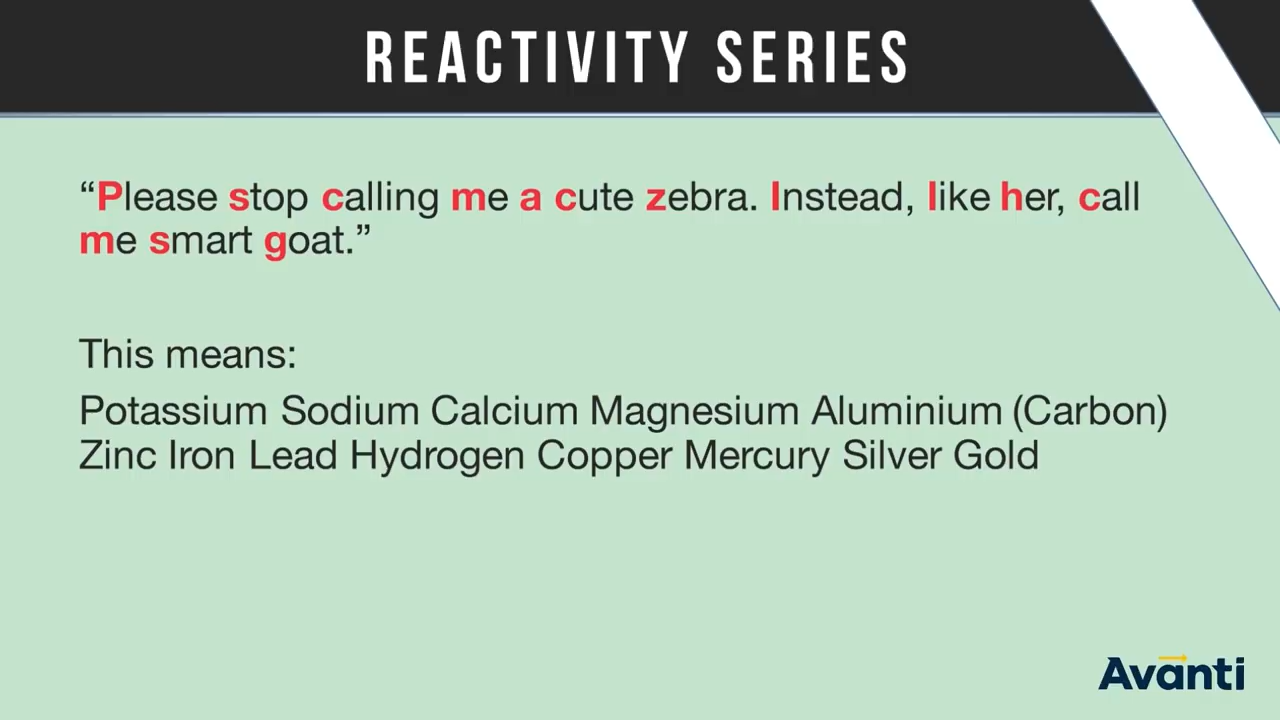 REACTIVITY SERIES
“Please stop calling me a cute zebra. Instead, like her, call
me smart goat.”
This means:
Potassium Sodium Calcium Magnesium Aluminium (Carbon)
Zinc Iron Lead Hydrogen Copper Mercury Silver Gold
Avanti